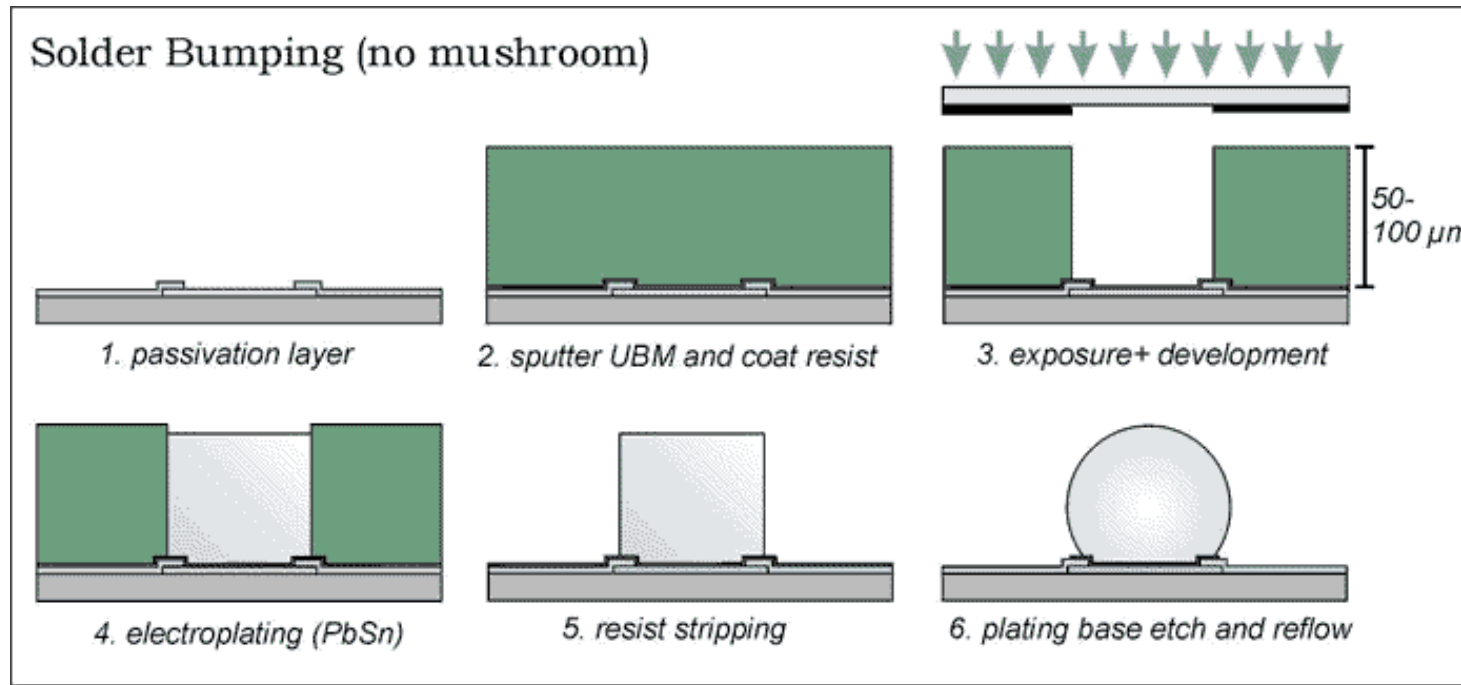 Solder Bumping (no mushroom)
50-
100 µm
1. passivation layer
2. sputter UBM and coat resist
3. exposure+ development
4. electroplating (PbSn)
5. resist stripping
6. plating base etch and reflow